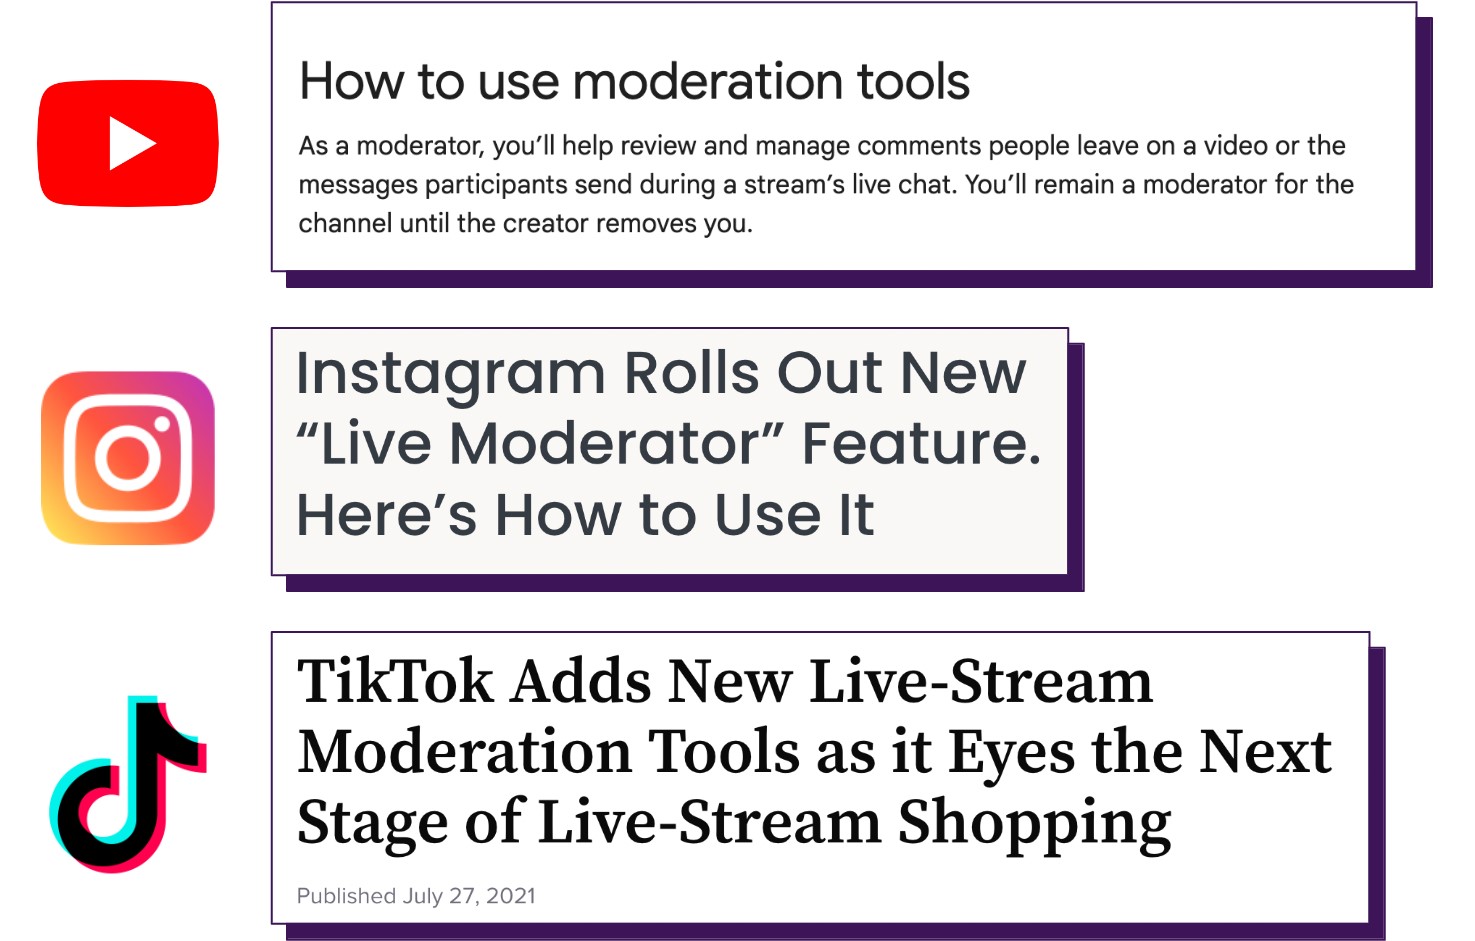 How to use moderation tools
As a moderator, you’ll help review and manage comments people leave on a video or the
messages participants send during a stream’s live chat. You’ll remain a moderator for the
channel until the creator removes you.
Instagram Rolls Out New
“Live Moderator” Feature.
Here’s How to Use It
TikTok Adds New Live-Stream
Moderation Tools as it Eyes the Next
Stage of Live-Stream Shopping
Published July 27, 2021